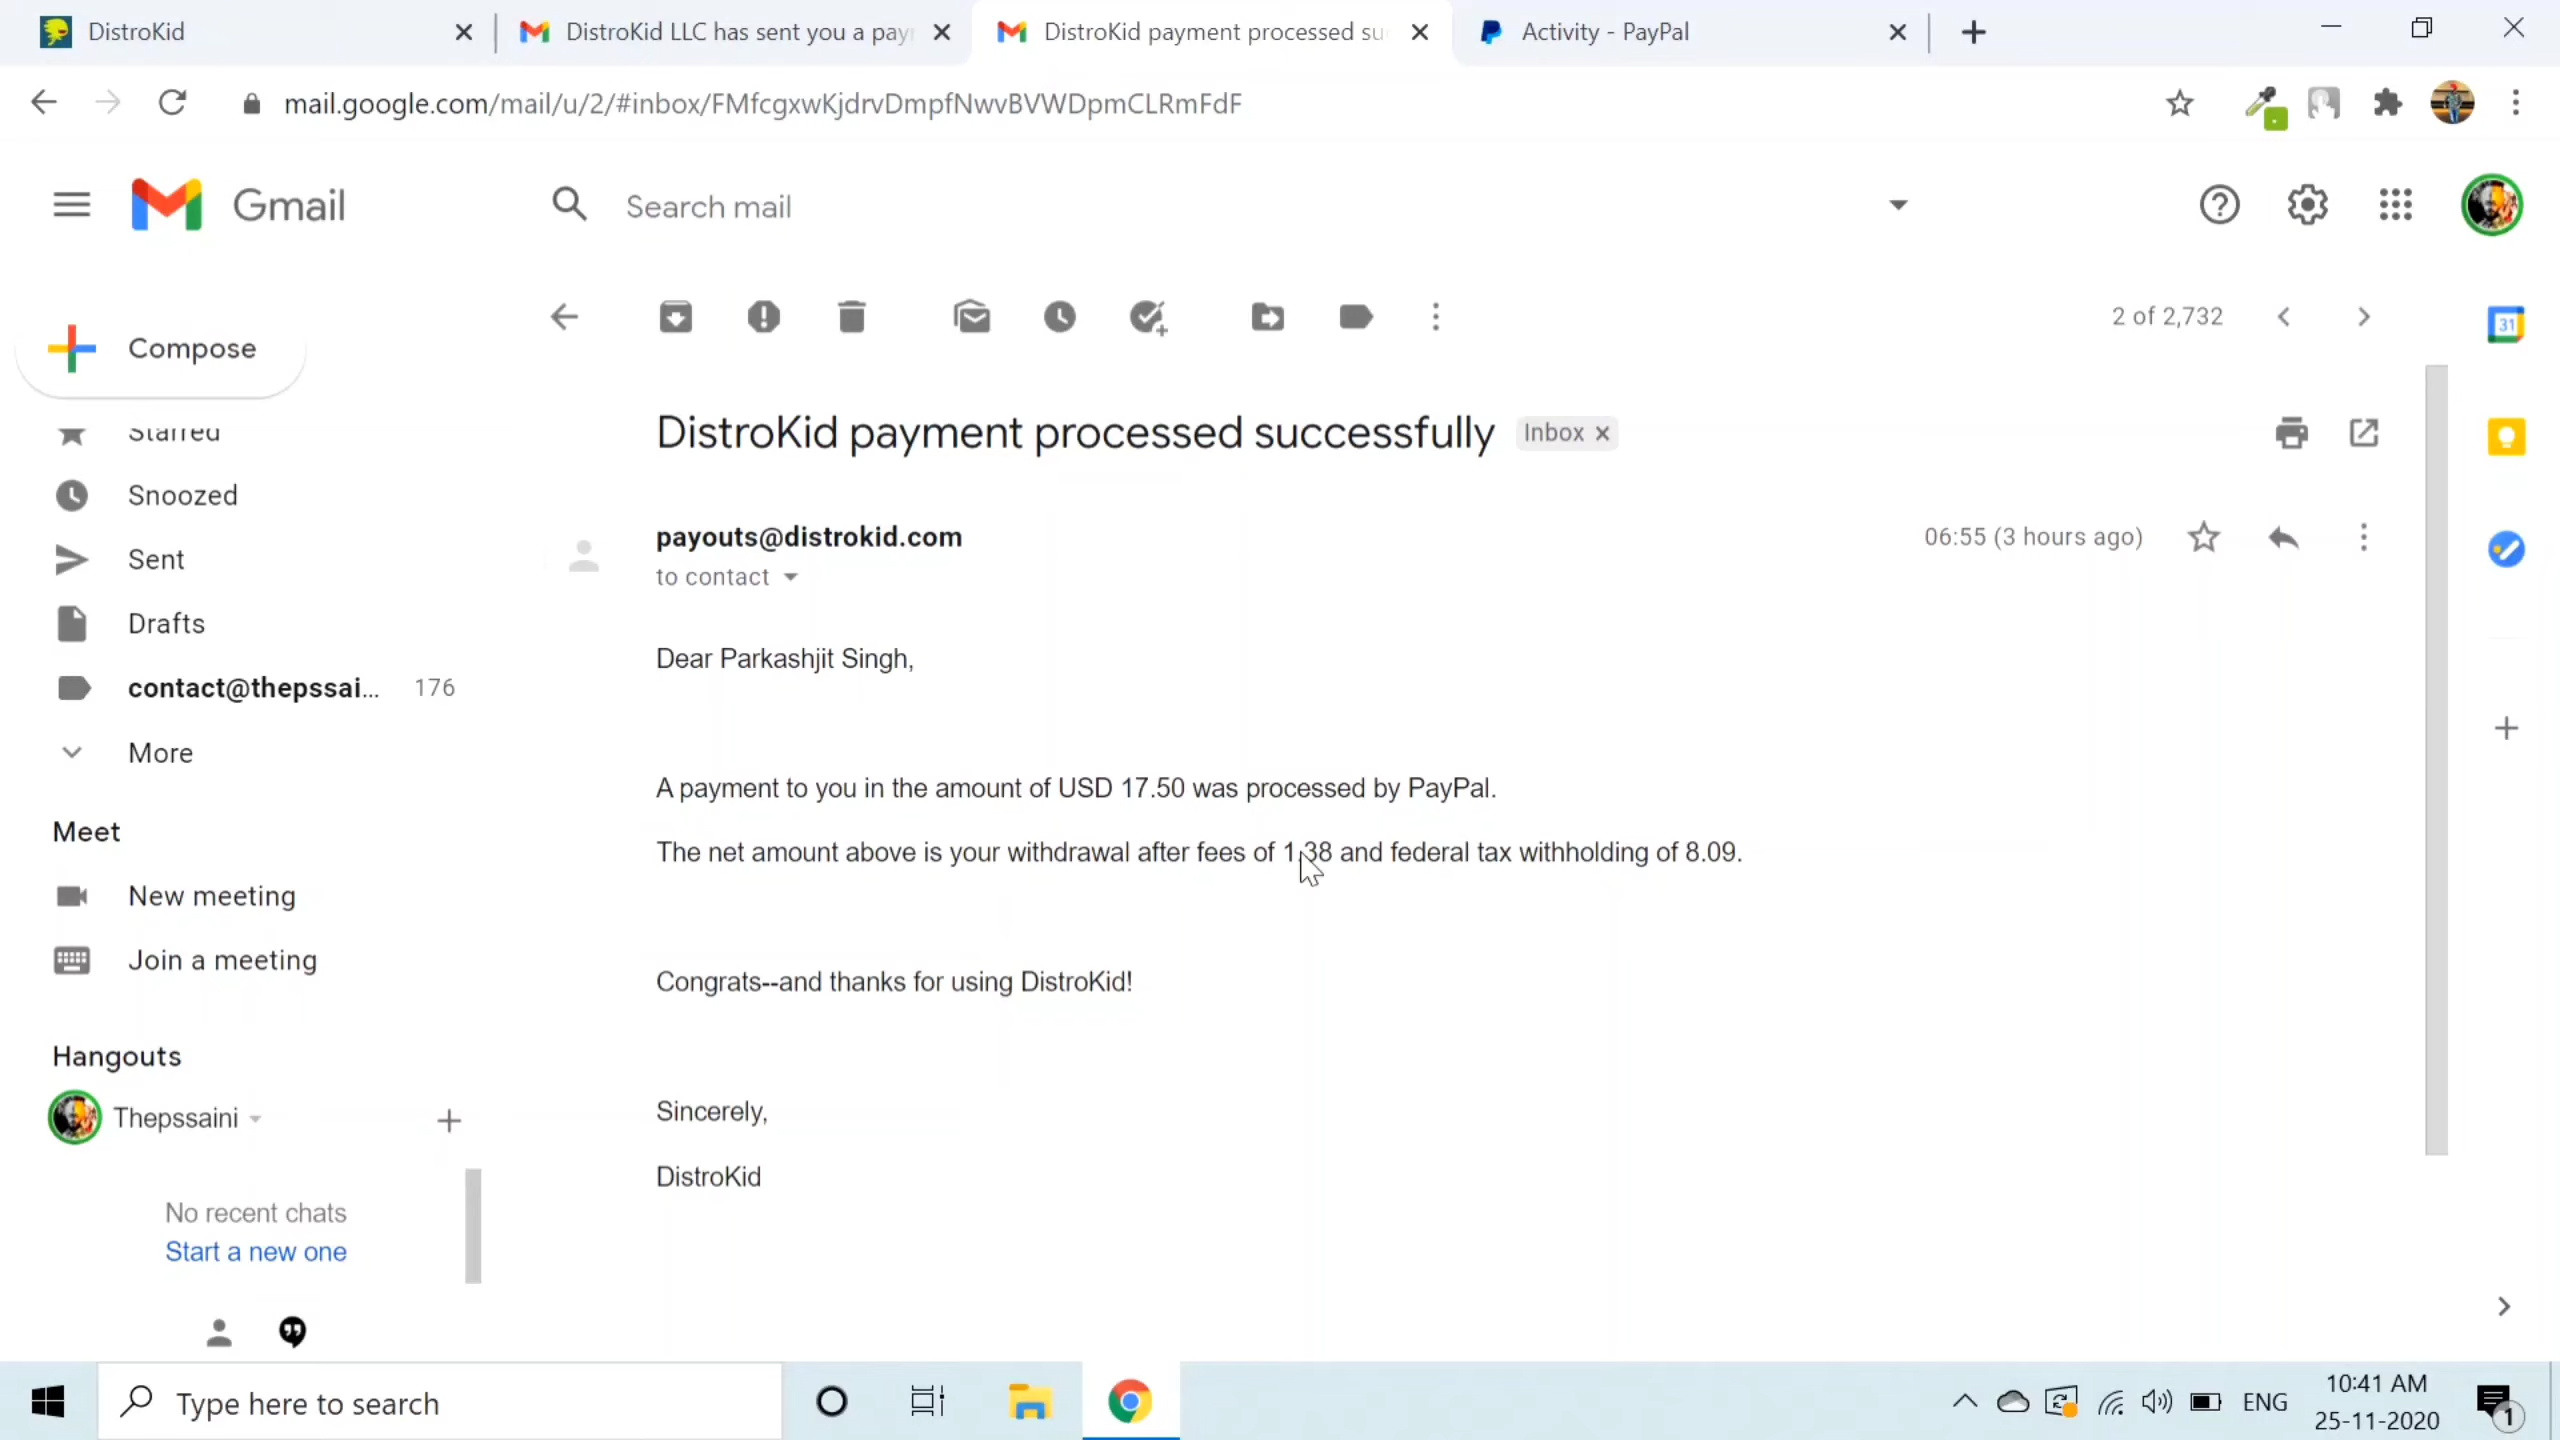 DistroKid
DistroKid LLC has sent you a payr
DistroKid payment processed su
Activity - PayPal
mail.google.com/mail/u/2/#inbox/FMfcgxwKjdrvDmpfNwvBVWDpmCLRmFdF
Gmail
Search mail
Compose
2 of 2,732
31
DistroKid payment processed successfully
Inbox ×
Starred
Snoozed
Sent
Drafts
contact@thepssai...
176
More
payouts@distrokid.com
06:55 (3 hours ago)
to contact
Dear Parkashjit Singh,
A payment to you in the amount of USD 17.50 was processed by PayPal.
The net amount above is your withdrawal after fees of 1.38 and federal tax withholding of 8.09.
Congrats--and thanks for using DistroKid!
Sincerely,
DistroKid
Meet
New meeting
Join a meeting
Hangouts
Thepssaini
No recent chats
Start a new one
Type here to search
ENG
10:41 AM
25-11-2020
1